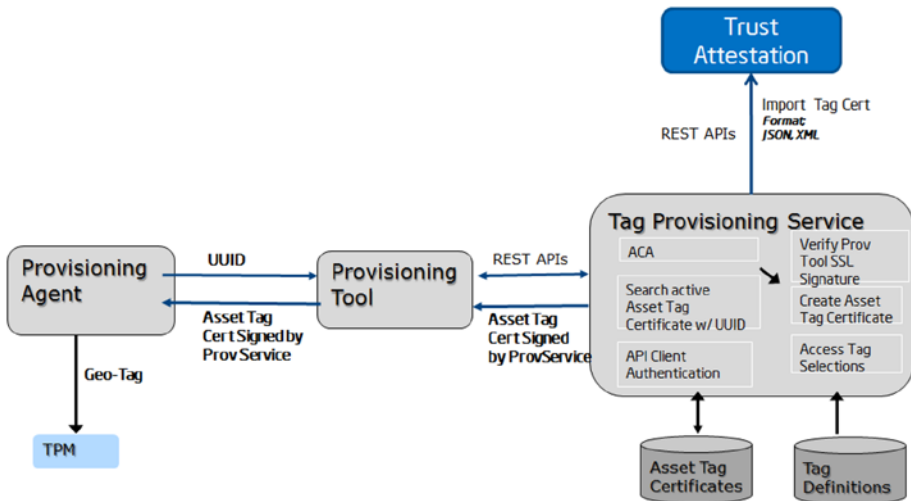 Trust
Attestation
Import Tag Cert
Format:
JSON, XML
REST APIs
Tag Provisioning Service
ACA
Verify Prov
Tool SSL
Signature
Search active
Asset Tag
Certificate w/ UUID
Create Asset
Tag Certificate
API Client
Authentication
Access Tag
Selections
Provisioning
Agent
UUID
Asset Tag
Cert Signed by
Prov Service
Provisioning
Tool
REST APIs
Asset Tag
Cert Signed
by ProvService
Geo-Tag
TPM
Asset Tag
Certificates
Tag
Definitions